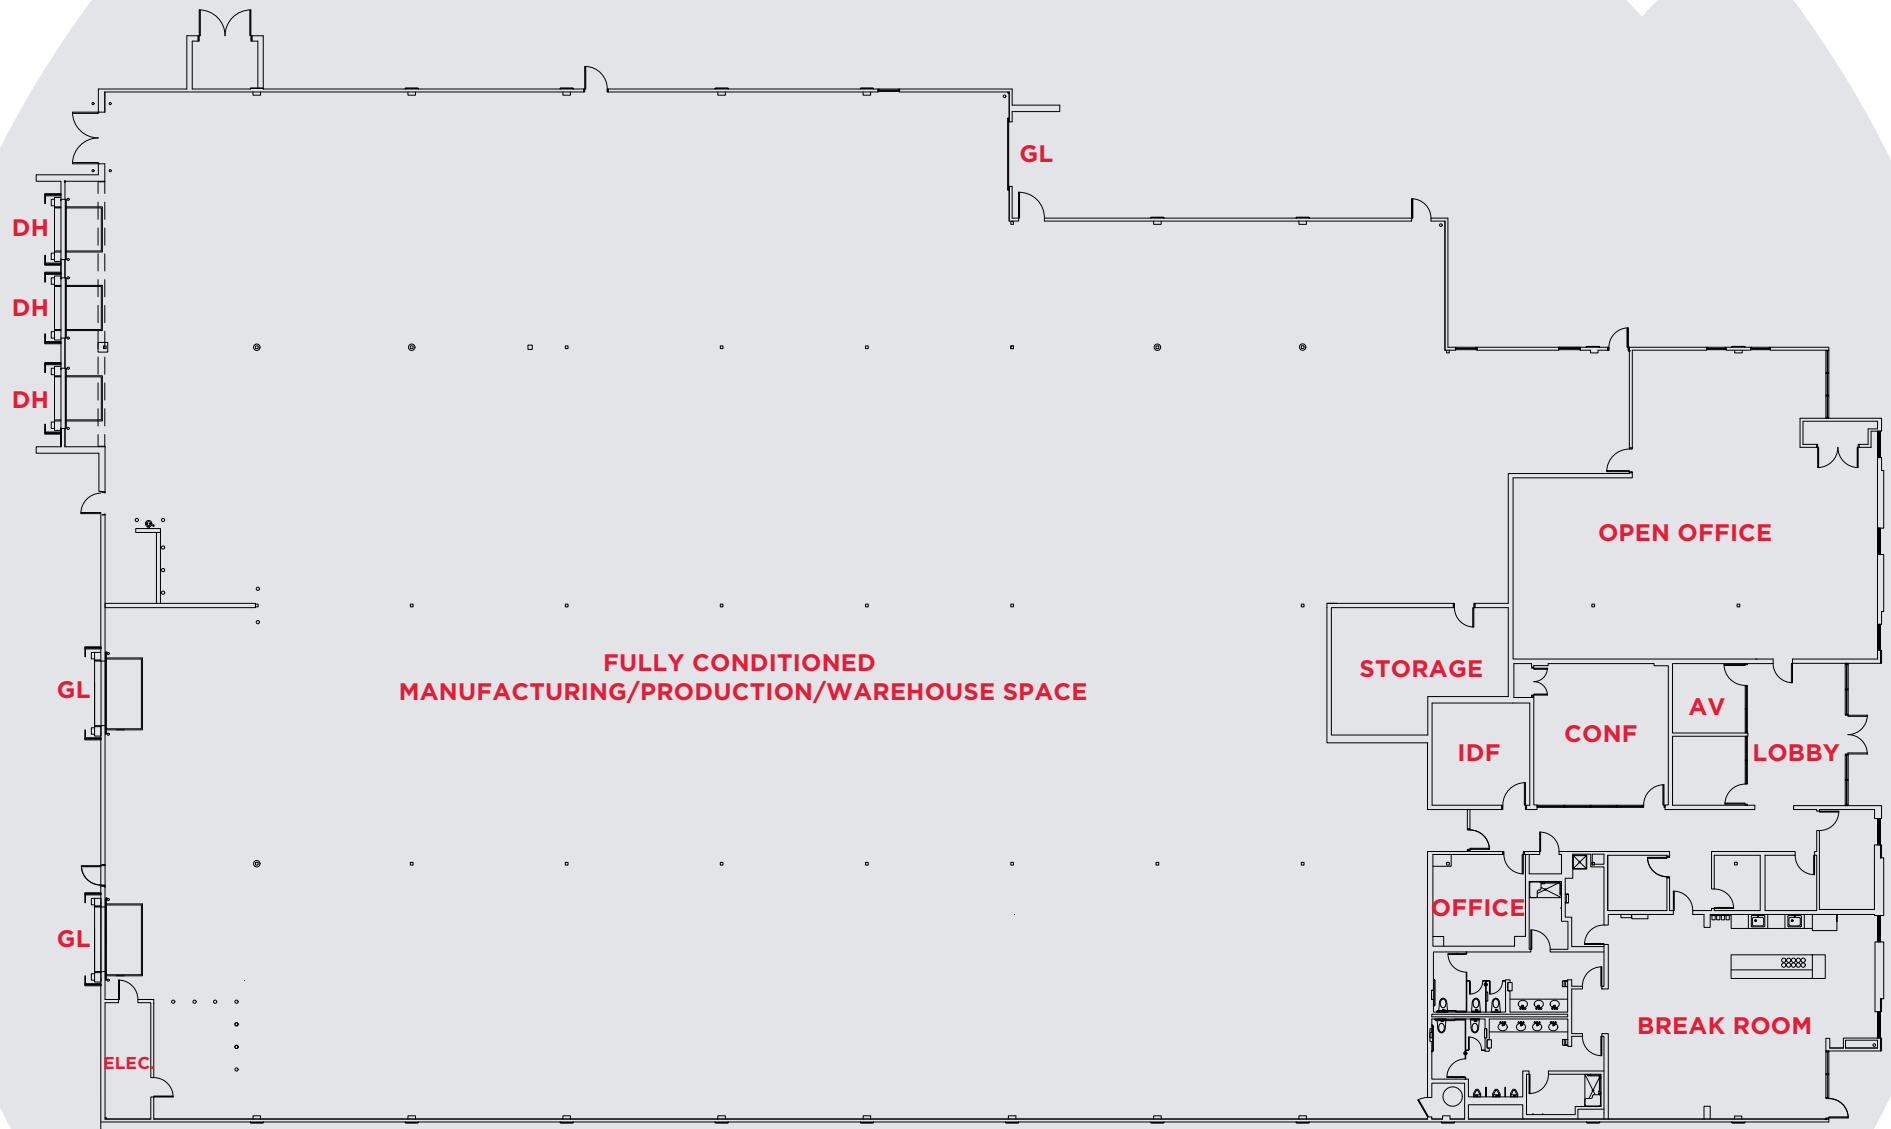 GL
DH
DH
DH
OPEN OFFICE
FULLY CONDITIONED
MANUFACTURING/PRODUCTION/WAREHOUSE SPACE
STORAGE
GL
AV
CONF
IDF
LOBBY
OFFICE
GL
BREAK ROOM
ELEC.